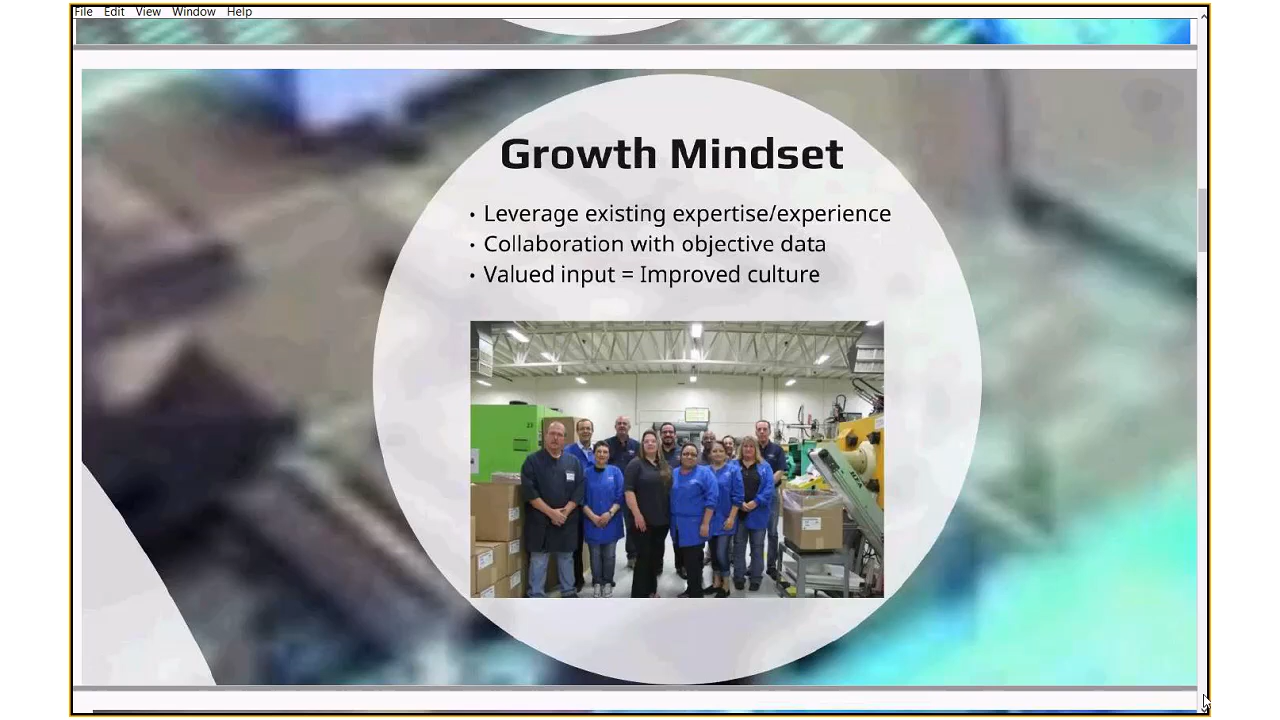 File Edit View Window Help
Growth Mindset
• Leverage existing expertise/experience
• Collaboration with objective data
• Valued input = Improved culture
23